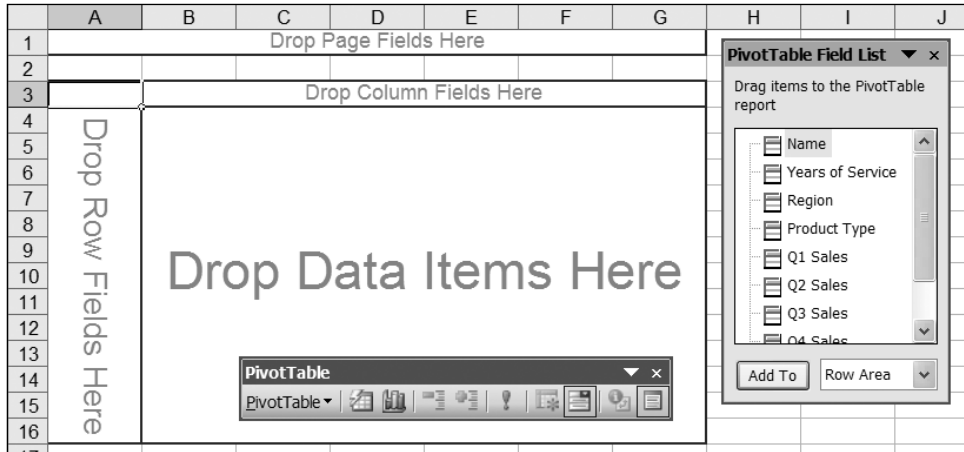 A B C D E F G H I J
1 Drop Page Fields Here
2
3 Drop Column Fields Here
4
5
6
7
8
9
10
11
12
13
14
15
16
Drop Row Fields Here
Drop Data Items Here
PivotTable
PivotTable
PivotTable Field List
Drag items to the PivotTable
report
Name
Years of Service
Region
Product Type
Q1 Sales
Q2 Sales
Q3 Sales
Q4 Sales
Add To Row Area